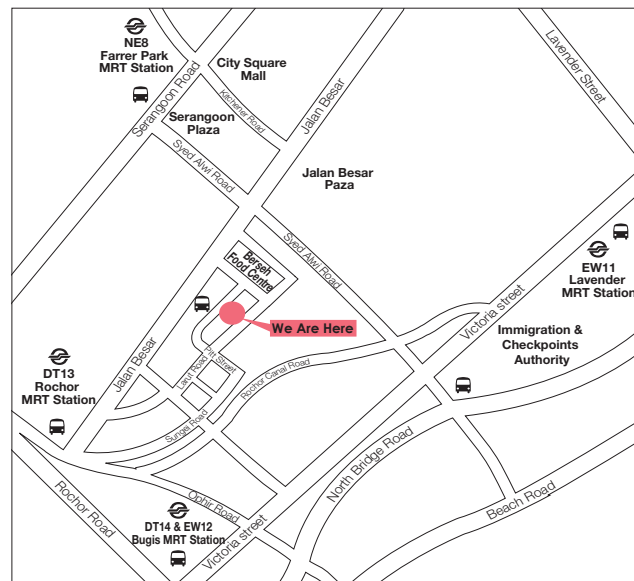 NE8
Farrer Park
MRT Station
City Square
Mall
Lavender Street
Serangoon Road
Kitchener Road
Jalan Besar
Serangoon
Plaza
Syed Alwi Road
Jalan Besar
Paza
Syed Alwi Road
Berseh
Food Centre
EW11
Lavender
MRT Station
We Are Here
Victoria street
Immigration &
Checkpoints
Authority
Jalan Besar
Pitt Street
Larut Road
Rochor Canal Road
DT13
Rochor
MRT Station
Sungei Road
North Bridge Road
Beach Road
Rochor Road
Ophir Road
DT14 & EW12
Bugis MRT Station
Victoria street